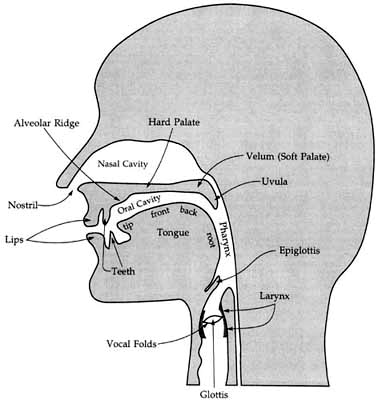 Alveolar Ridge
Hard Palate
Nasal Cavity
Velum (Soft Palate)
Uvula
Nostril
Oral Cavity
tip
front
back
root
Pharynx
Lips
Tongue
Teeth
Epiglottis
Larynx
Vocal Folds
Glottis